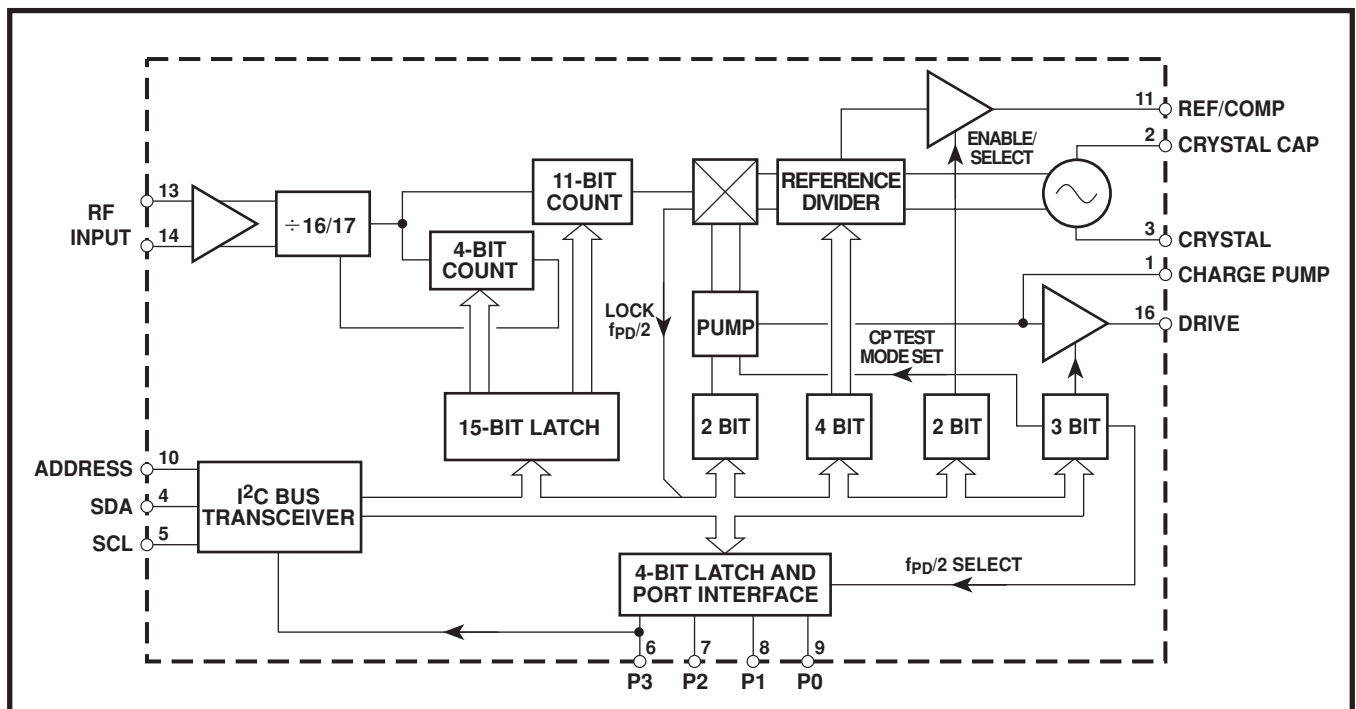 11 REF/COMP
2 CRYSTAL CAP
ENABLE/
SELECT
13
RF
INPUT
14
÷16/17
11-BIT
COUNT
4-BIT
COUNT
REFERENCE
DIVIDER
3 CRYSTAL
1 CHARGE PUMP
LOCK
fPD/2
PUMP
CP TEST
MODE SET
16 DRIVE
15-BIT LATCH
2 BIT
4 BIT
2 BIT
3 BIT
ADDRESS 10
SDA 4
SCL 5
I2C BUS
TRANSCEIVER
4-BIT LATCH AND
PORT INTERFACE
fPD/2 SELECT
6 7 8 9
P3 P2 P1 P0